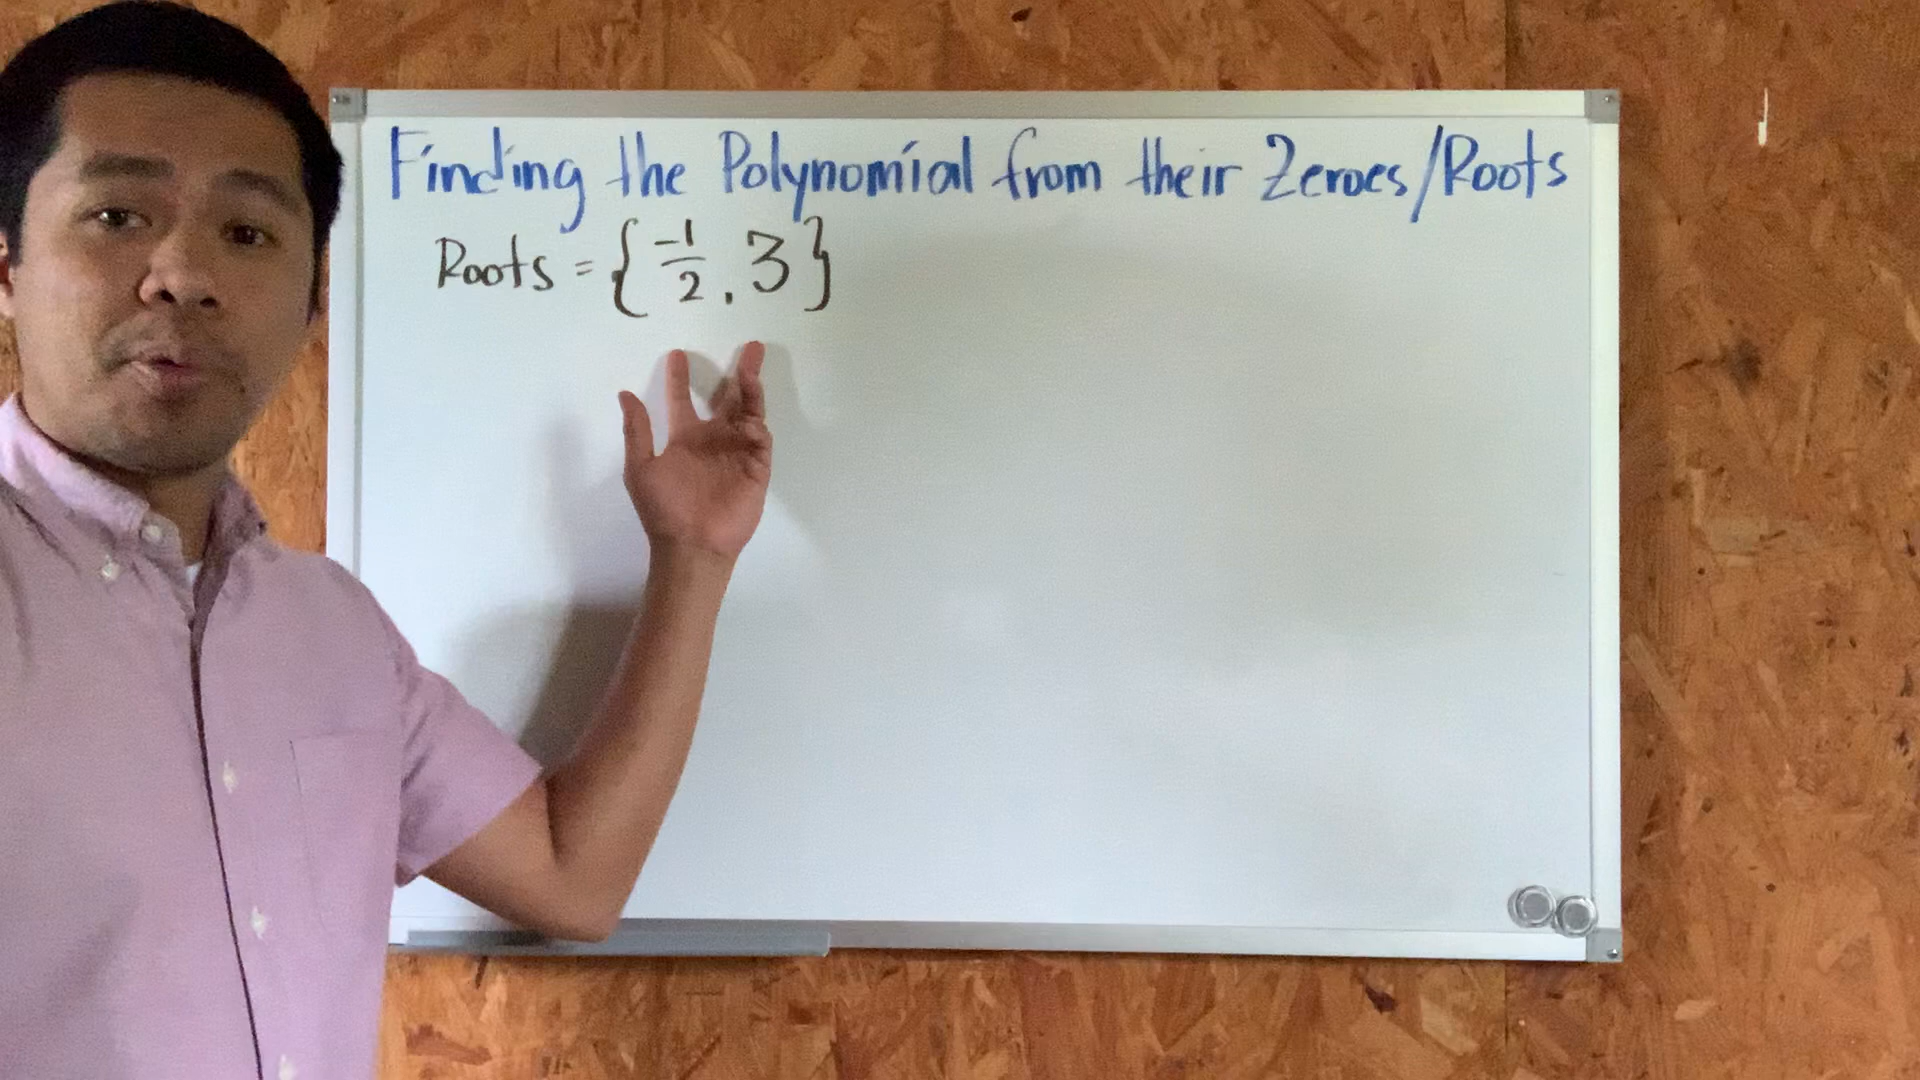 Finding the Polynomial from their Zeroes/Roots
Roots = {-1/2, 3}